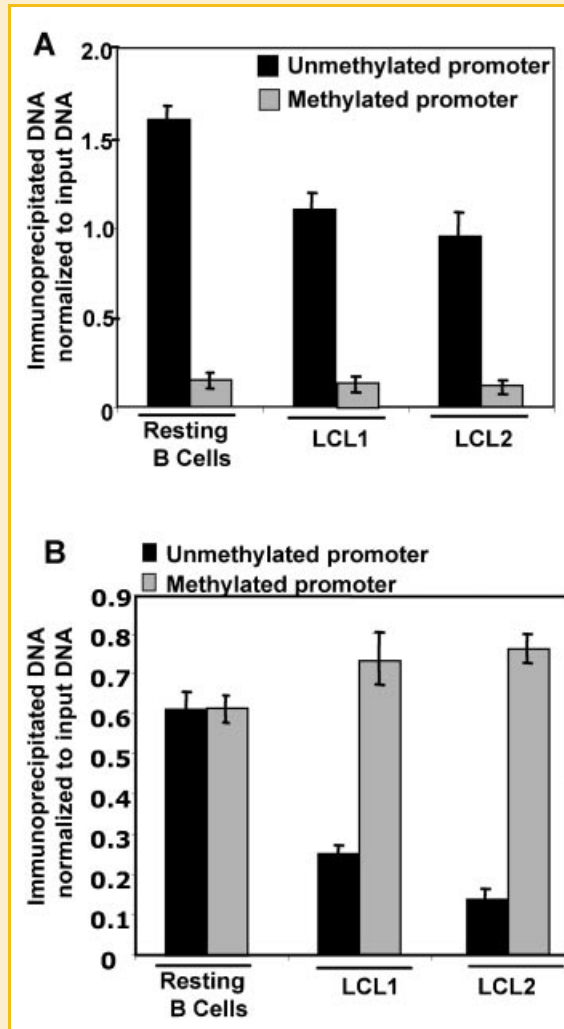 A
2.0
Unmethylated promoter
Methylated promoter
1.5
1.0
0.5
0
Immunoprecipitated DNA
normalized to input DNA
Resting
B Cells
LCL1
LCL2
B
Unmethylated promoter
Methylated promoter
0.9
0.8
0.7
0.6
0.5
0.4
0.3
0.2
0.1
0
Immunoprecipitated DNA
normalized to input DNA
Resting
B Cells
LCL1
LCL2